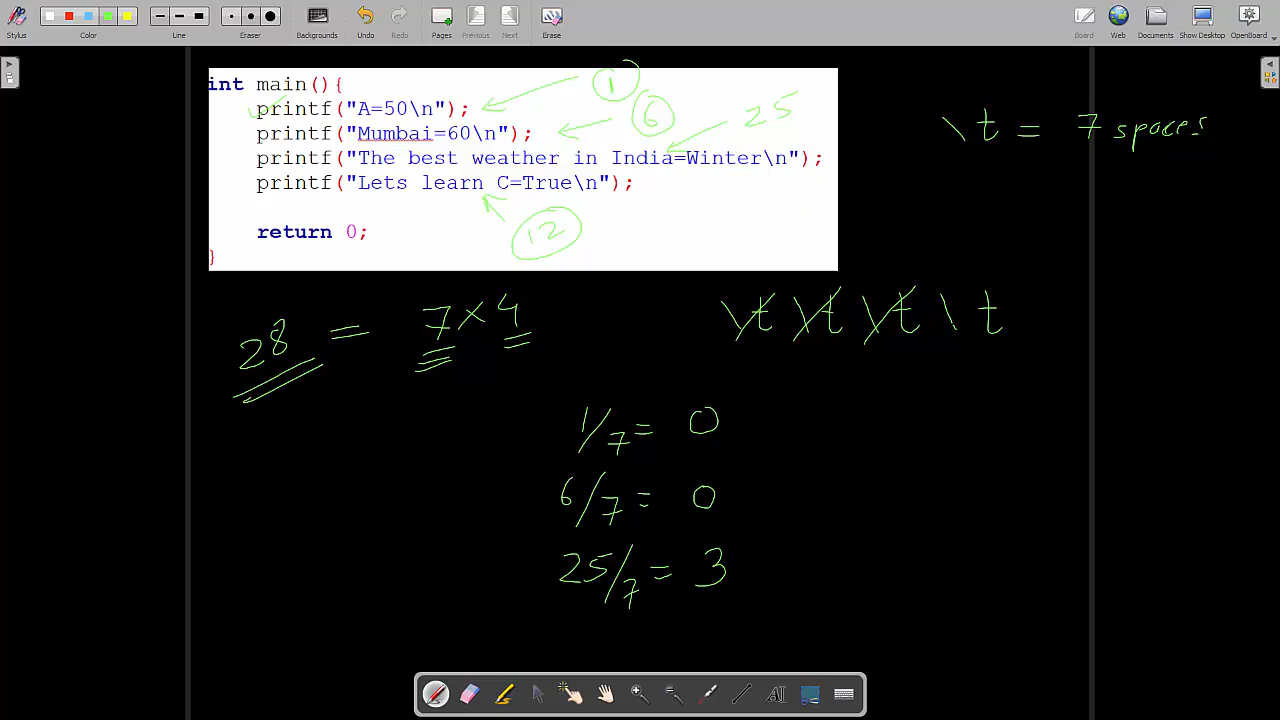 Stylus
Color
Line
Eraser
Backgrounds
Undo
Redo
Pages
Previous
Next
Erase
Board
Web
Documents
Show Desktop
OpenBoard
int main(){
printf("A=50\n");
printf("Mumbai=60\n");
printf("The best weather in India=Winter\n");
printf("Lets learn C=True\n");
return 0;
}
1
6
25
12
\t = 7 spaces
28 = 7×4
\t \t \t \t
1/7 = 0
6/7 = 0
25/7 = 3
AI